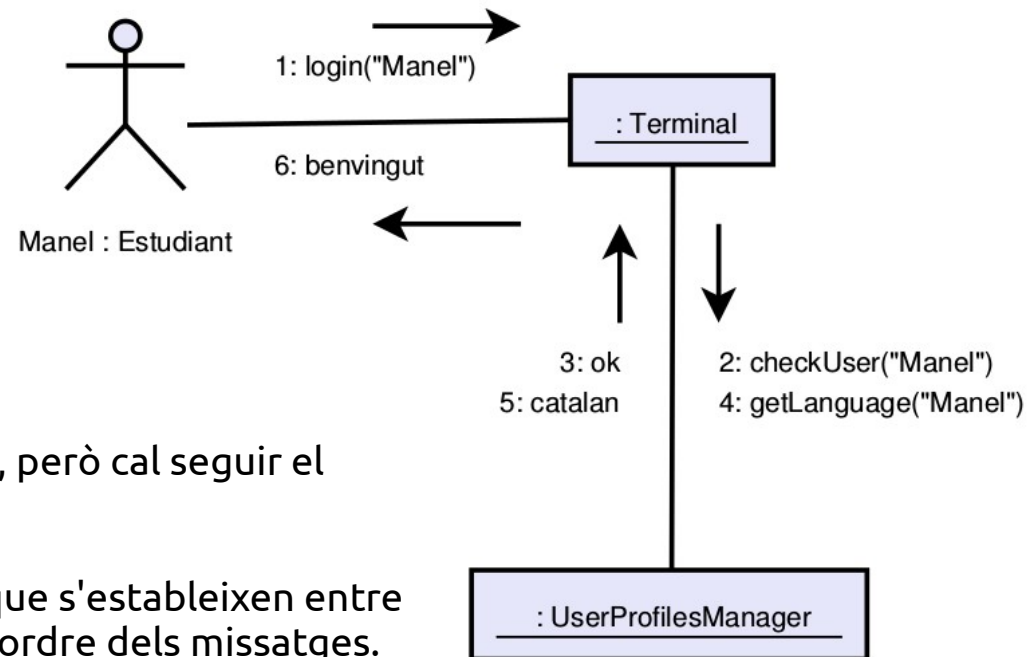 1: login("Manel")
: Terminal
6: benvingut
Manel : Estudiant
3: ok
2: checkUser("Manel")
5: catalan
4: getLanguage("Manel")
, però cal seguir el
que s'estableixen entre
ordre dels missatges.
: UserProfilesManager